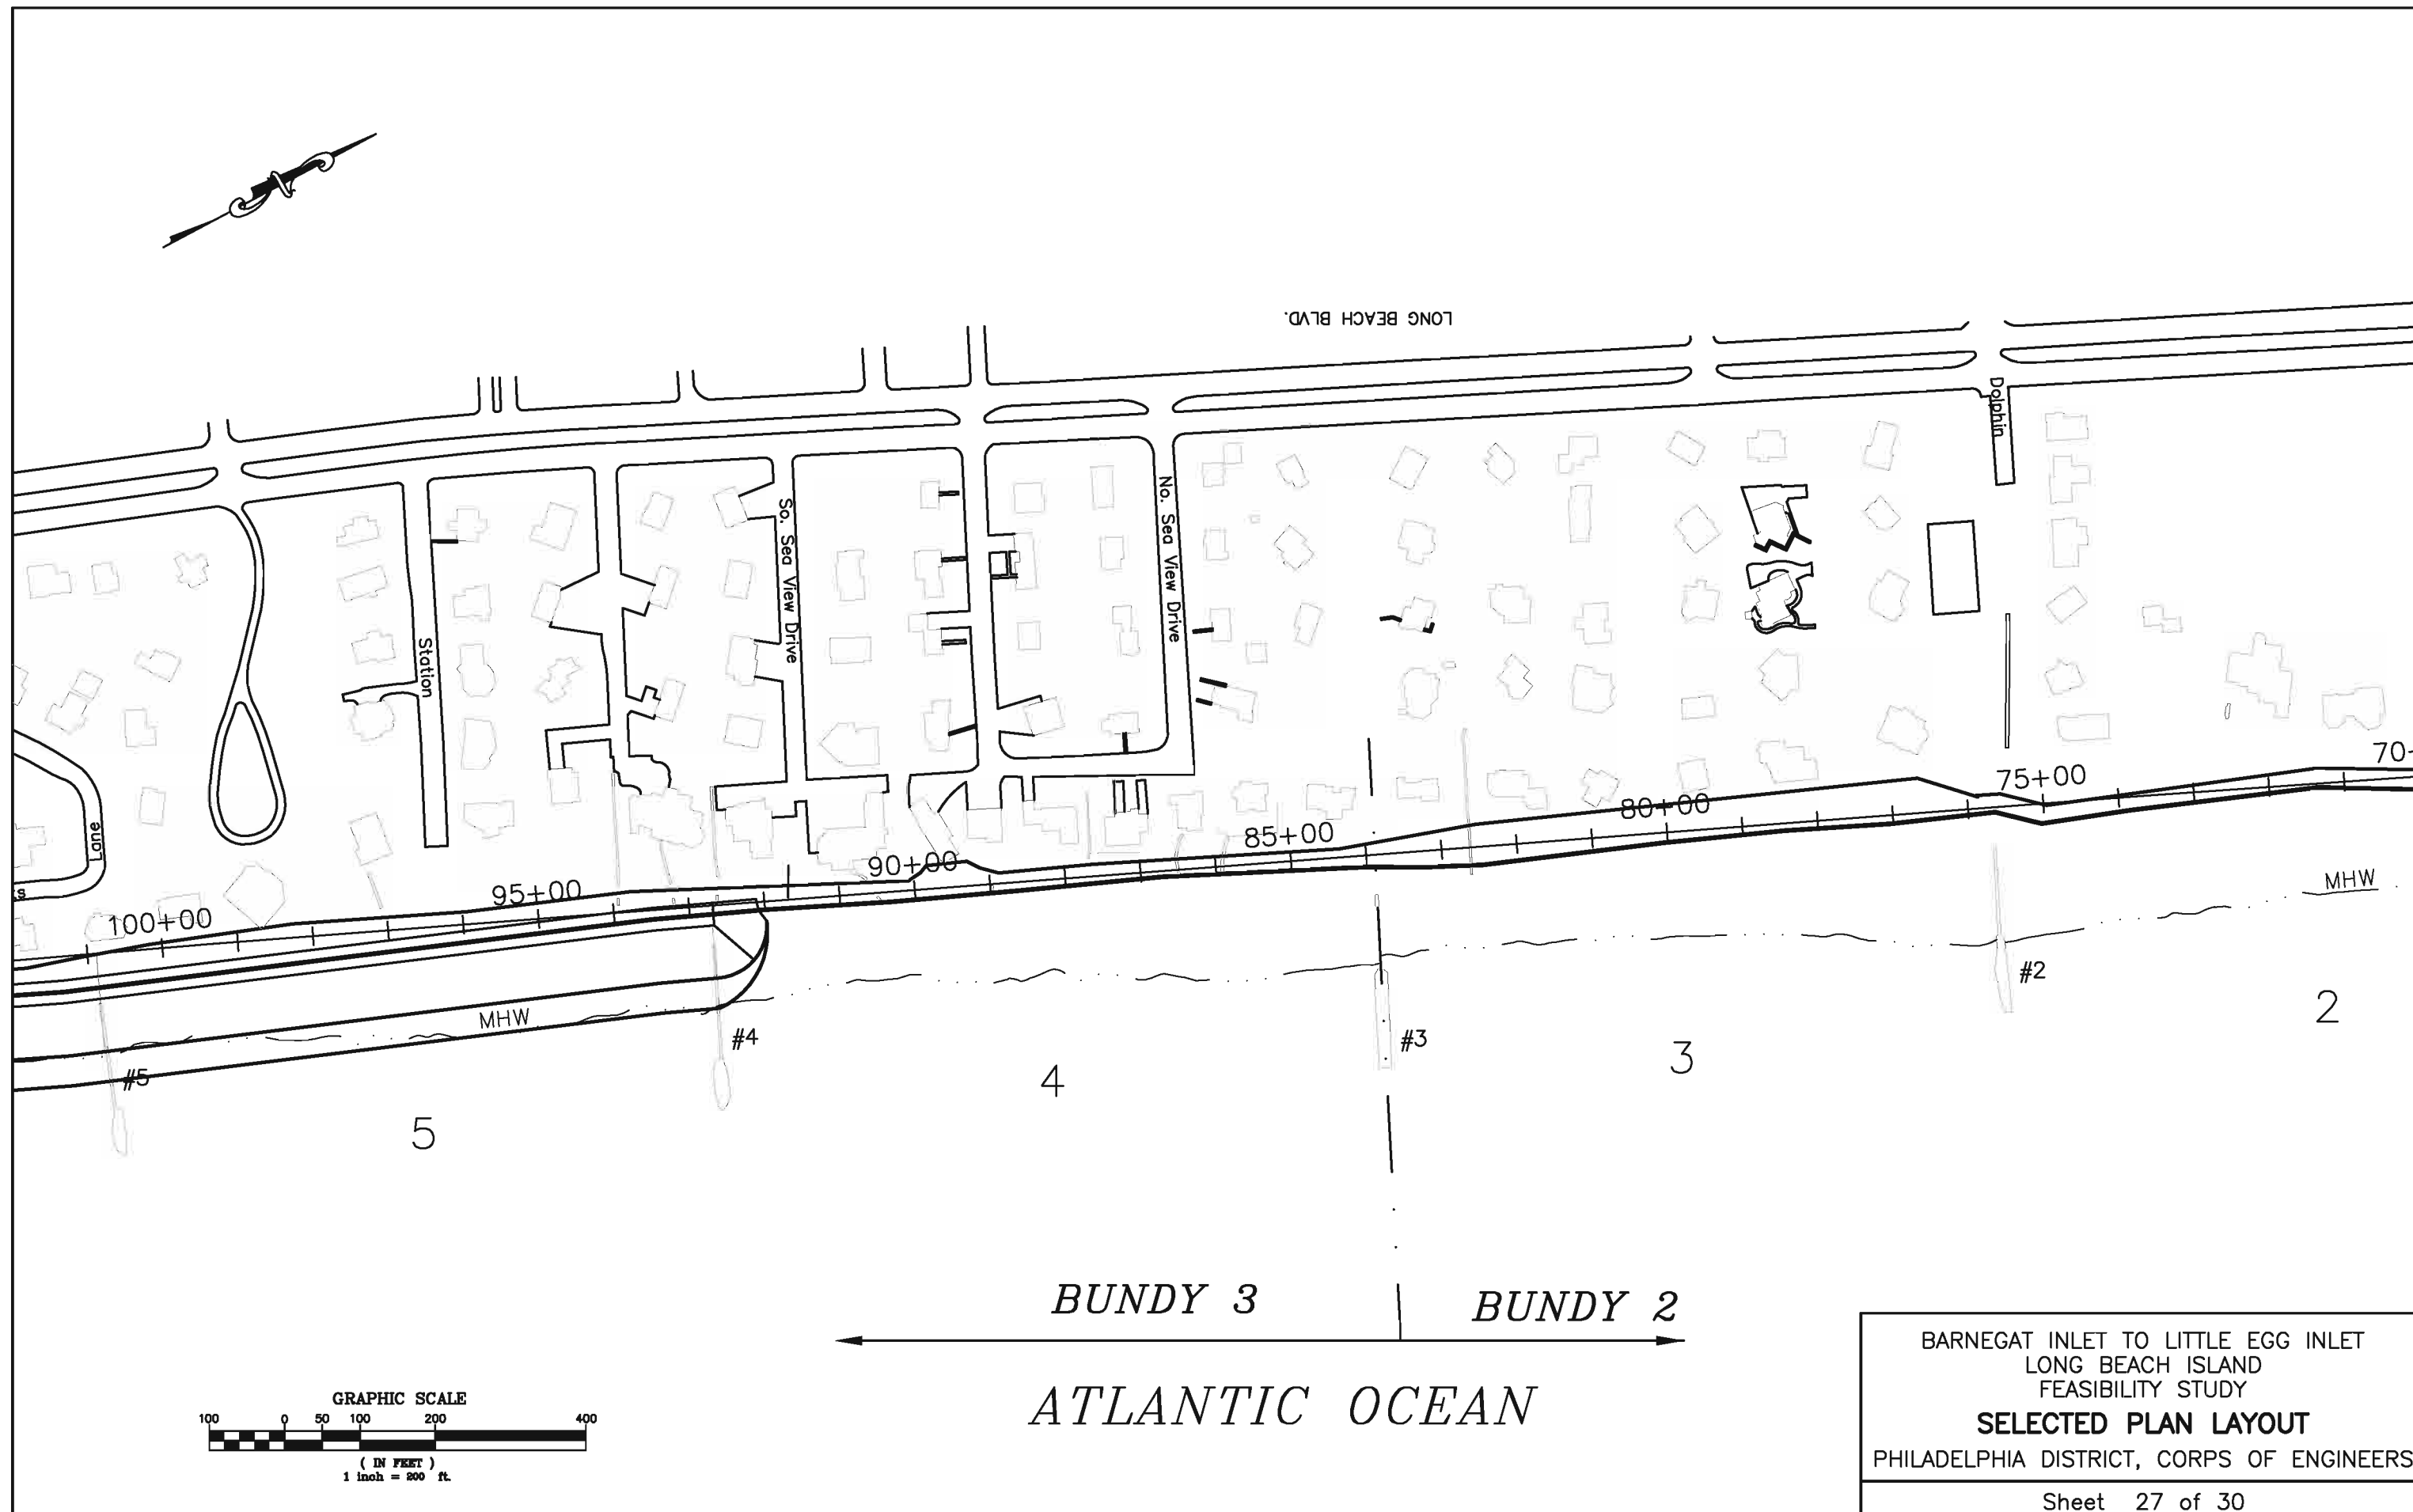 N
LONG BEACH BLVD.
Dolphin
No. Sea View Drive
So. Sea View Drive
Station
Lane
s
70-
75+00
80+00
85+00
90+00
95+00
100+00
MHW
MHW
#2
#3
#4
#5
2
3
4
5
BUNDY 3
BUNDY 2
ATLANTIC OCEAN
GRAPHIC SCALE
100 0 50 100 200 400
( IN FEET )
1 inch = 200 ft.
BARNEGAT INLET TO LITTLE EGG INLET
LONG BEACH ISLAND
FEASIBILITY STUDY
SELECTED PLAN LAYOUT
PHILADELPHIA DISTRICT, CORPS OF ENGINEERS
Sheet 27 of 30